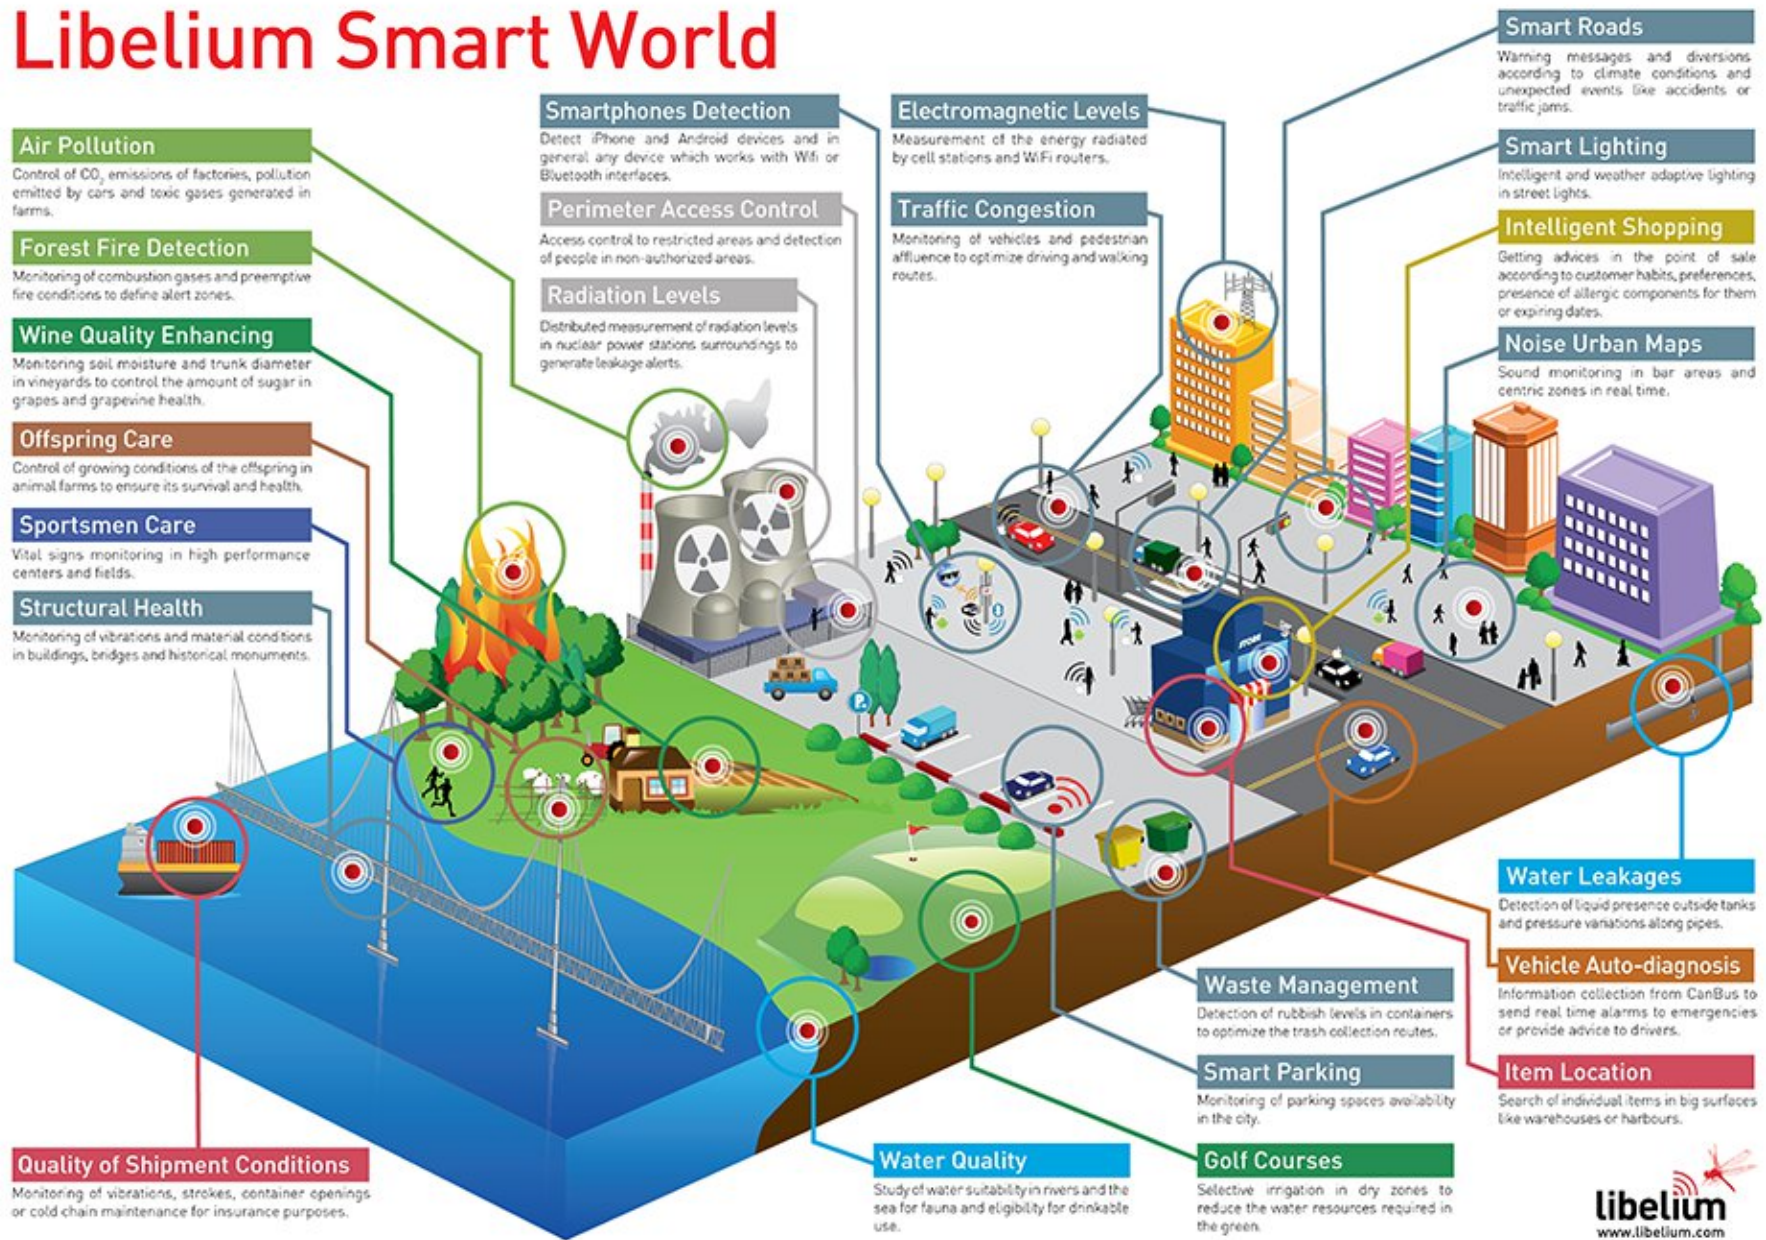 Libelium Smart World
Air Pollution
Control of CO₂ emissions of factories, pollution
emitted by cars and toxic gases generated in
farms.
Forest Fire Detection
Monitoring of combustion gases and preemptive
fire conditions to define alert zones.
Wine Quality Enhancing
Monitoring soil moisture and trunk diameter
in vineyards to control the amount of sugar in
grapes and grapevine health.
Offspring Care
Control of growing conditions of the offspring in
animal farms to ensure its survival and health.
Sportsmen Care
Vital signs monitoring in high performance
centers and fields.
Structural Health
Monitoring of vibrations and material conditions
in buildings, bridges and historical monuments.
Quality of Shipment Conditions
Monitoring of vibrations, strokes, container openings
or cold chain maintenance for insurance purposes.
Smartphones Detection
Detect iPhone and Android devices and in
general any device which works with Wifi or
Bluetooth interfaces.
Perimeter Access Control
Access control to restricted areas and detection
of people in non-authorized areas.
Radiation Levels
Distributed measurement of radiation levels
in nuclear power stations surroundings to
generate leakage alerts.
Electromagnetic Levels
Measurement of the energy radiated
by cell stations and WiFi routers.
Traffic Congestion
Monitoring of vehicles and pedestrian
affluence to optimize driving and walking
routes.
Smart Roads
Warning messages and diversions
according to climate conditions and
unexpected events like accidents or
traffic jams.
Smart Lighting
Intelligent and weather adaptive lighting
in street lights.
Intelligent Shopping
Getting advices in the point of sale
according to customer habits, preferences,
presence of allergic components for them
or expiring dates.
Noise Urban Maps
Sound monitoring in bar areas and
centric zones in real time.
STORE
P
Water Leakages
Detection of liquid presence outside tanks
and pressure variations along pipes.
Vehicle Auto-diagnosis
Information collection from CanBus to
send real time alarms to emergencies
or provide advice to drivers.
Item Location
Search of individual items in big surfaces
like warehouses or harbours.
Waste Management
Detection of rubbish levels in containers
to optimize the trash collection routes.
Smart Parking
Monitoring of parking spaces availability
in the city.
Golf Courses
Selective irrigation in dry zones to
reduce the water resources required in
the green.
Water Quality
Study of water suitability in rivers and the
sea for fauna and eligibility for drinkable
use.
libelium
www.libelium.com